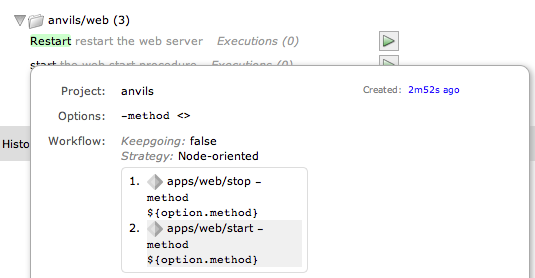 anvils/web (3)
Restart restart the web server Executions (0)
start the web start procedure Executions (0)
Project: anvils Created: 2m52s ago
Options: -method <>
Histo
Workflow: Keepgoing: false
Strategy: Node-oriented
1. apps/web/stop -
method
${option.method}
2. apps/web/start -
method
${option.method}